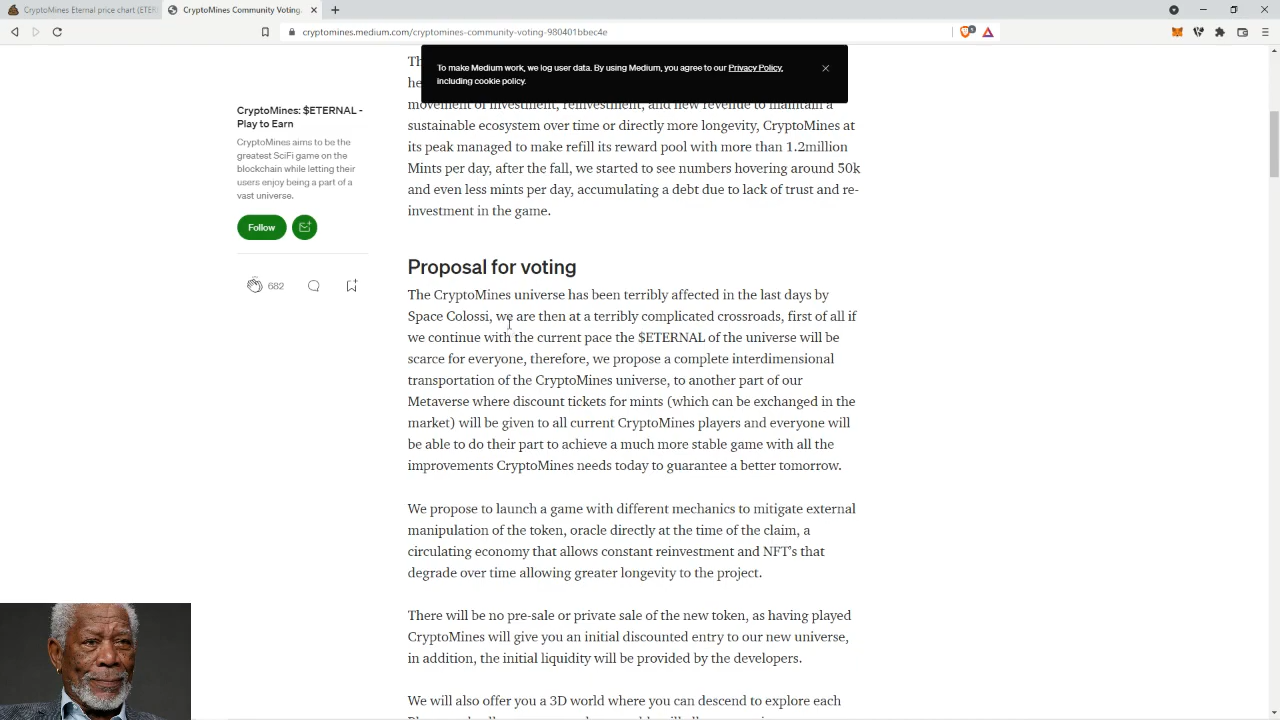 CryptoMines Eternal price chart (ETER
CryptoMines Community Voting.
cryptomines.medium.com/cryptomines-community-voting-980401bbec4e
To make Medium work, we log user data. By using Medium, you agree to our Privacy Policy,
including cookie policy.
movement of investment, reinvestment, and new revenue to maintain a
sustainable ecosystem over time or directly more longevity, CryptoMines at
its peak managed to make refill its reward pool with more than 1.2million
Mints per day, after the fall, we started to see numbers hovering around 50k
and even less mints per day, accumulating a debt due to lack of trust and re-
investment in the game.
CryptoMines: $ETERNAL -
Play to Earn
CryptoMines aims to be the
greatest SciFi game on the
blockchain while letting their
users enjoy being a part of a
vast universe.
Follow
682
Proposal for voting
The CryptoMines universe has been terribly affected in the last days by
Space Colossi, we are then at a terribly complicated crossroads, first of all if
we continue with the current pace the $ETERNAL of the universe will be
scarce for everyone, therefore, we propose a complete interdimensional
transportation of the CryptoMines universe, to another part of our
Metaverse where discount tickets for mints (which can be exchanged in the
market) will be given to all current CryptoMines players and everyone will
be able to do their part to achieve a much more stable game with all the
improvements CryptoMines needs today to guarantee a better tomorrow.
We propose to launch a game with different mechanics to mitigate external
manipulation of the token, oracle directly at the time of the claim, a
circulating economy that allows constant reinvestment and NFT's that
degrade over time allowing greater longevity to the project.
There will be no pre-sale or private sale of the new token, as having played
CryptoMines will give you an initial discounted entry to our new universe,
in addition, the initial liquidity will be provided by the developers.
We will also offer you a 3D world where you can descend to explore each